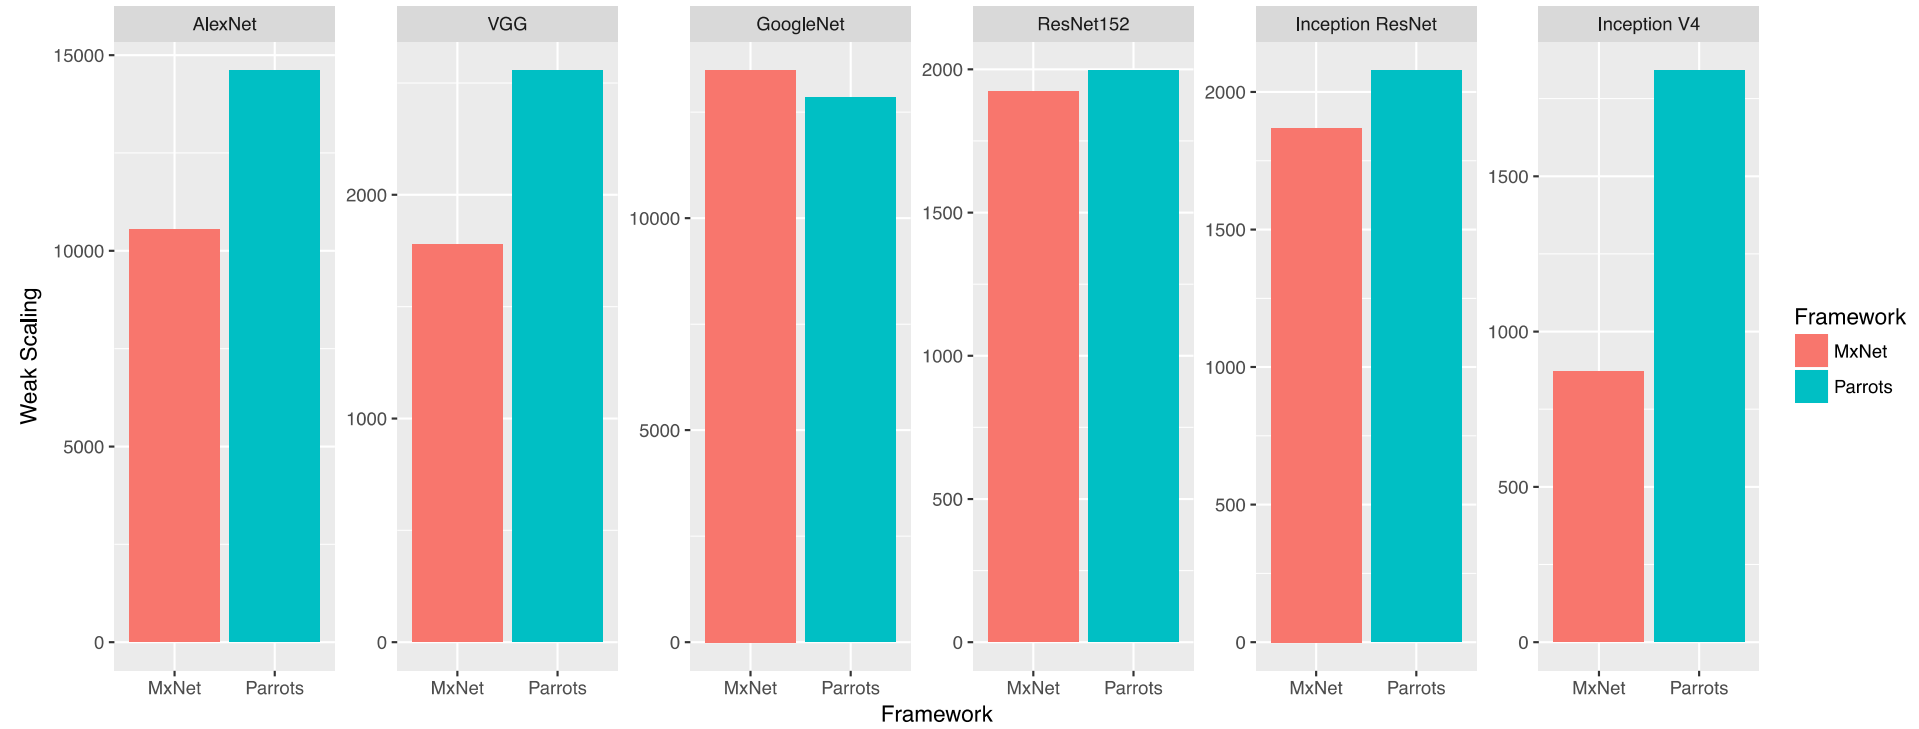 AlexNet
VGG
GoogleNet
ResNet152
Inception ResNet
Inception V4
Weak Scaling
15000
10000
5000
0
2000
1000
0
10000
5000
0
2000
1500
1000
500
0
2000
1500
1000
500
0
1500
1000
500
0
MxNet Parrots
MxNet Parrots
MxNet Parrots
MxNet Parrots
MxNet Parrots
MxNet Parrots
Framework
Framework
MxNet
Parrots